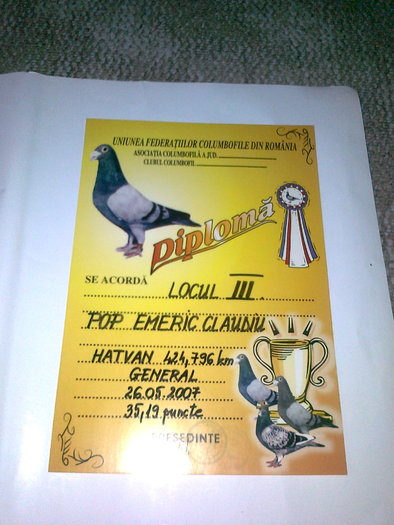 UNIUNEA FEDERAȚIILOR COLUMBOFILE DIN ROMÂNIA
ASOCIAȚIA COLUMBOFILĂ A JUD.
CLUBUL COLUMBOFIL
Diplomă
SE ACORDĂ LOCUL III.
POP EMERIC CLAUDIU
HATVAN 424,796 km
GENERAL
26.05.2007
35,19 puncte
PREȘEDINTE